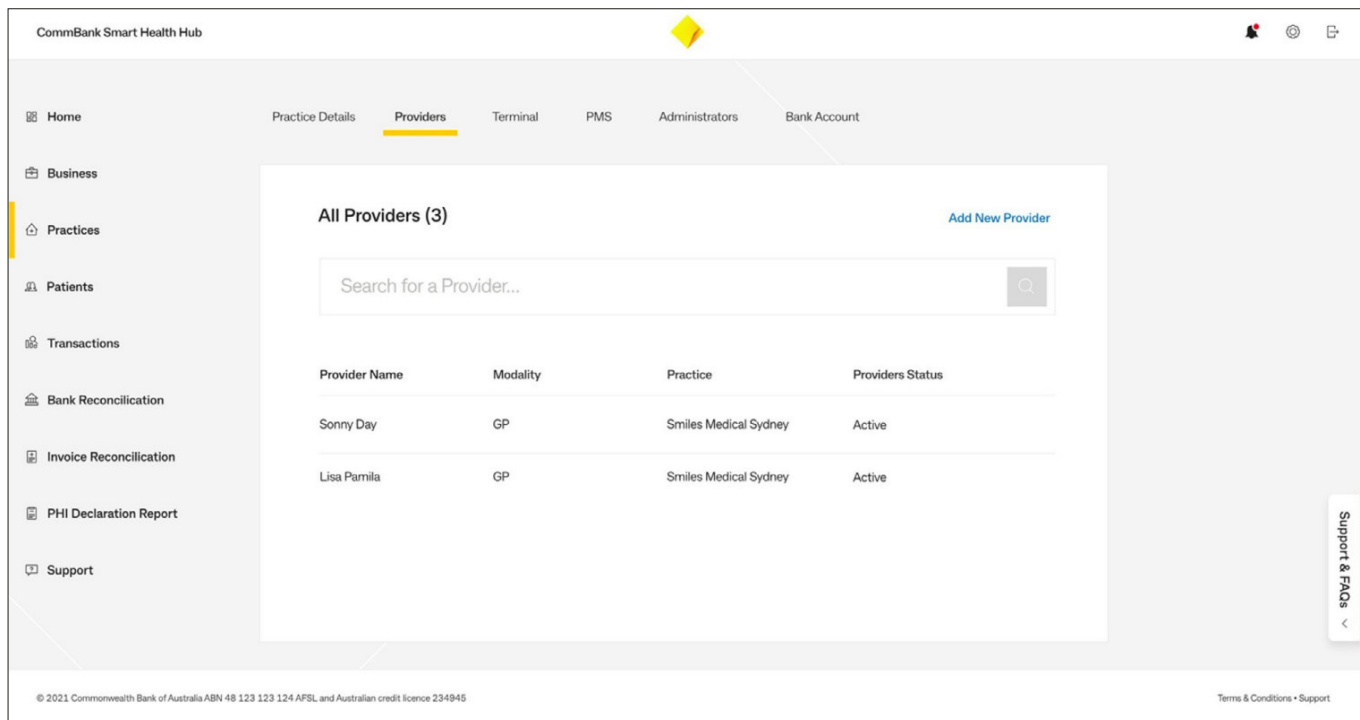 CommBank Smart Health Hub
Home
Business
Practices
Patients
Transactions
Bank Reconcilication
Invoice Reconcilication
PHI Declaration Report
Support
Practice Details Providers Terminal PMS Administrators Bank Account
All Providers (3) Add New Provider
Search for a Provider...
Provider Name Modality Practice Providers Status
Sonny Day GP Smiles Medical Sydney Active
Lisa Pamila GP Smiles Medical Sydney Active
Support & FAQs
© 2021 Commonwealth Bank of Australia ABN 48 123 123 124 AFSL and Australian credit licence 234945
Terms & Conditions • Support